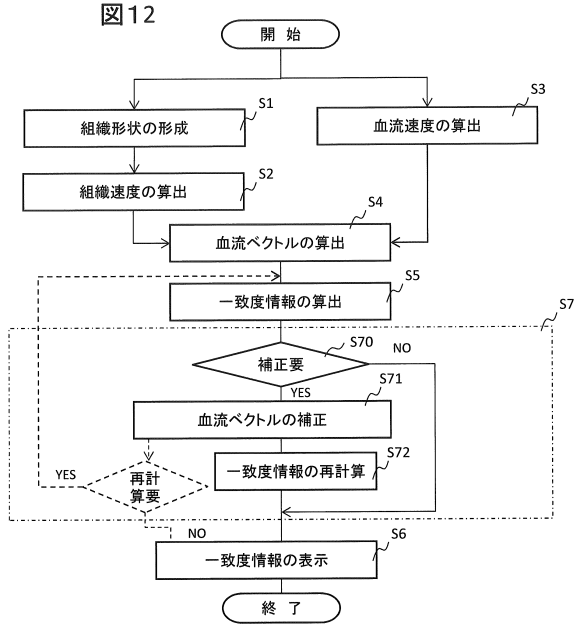 図12
開 始
S1
組織形状の形成
S3
血流速度の算出
S2
組織速度の算出
S4
血流ベクトルの算出
S5
一致度情報の算出
S7
S70
補正要
NO
YES
S71
血流ベクトルの補正
S72
一致度情報の再計算
YES
再計
算要
NO
S6
一致度情報の表示
終 了